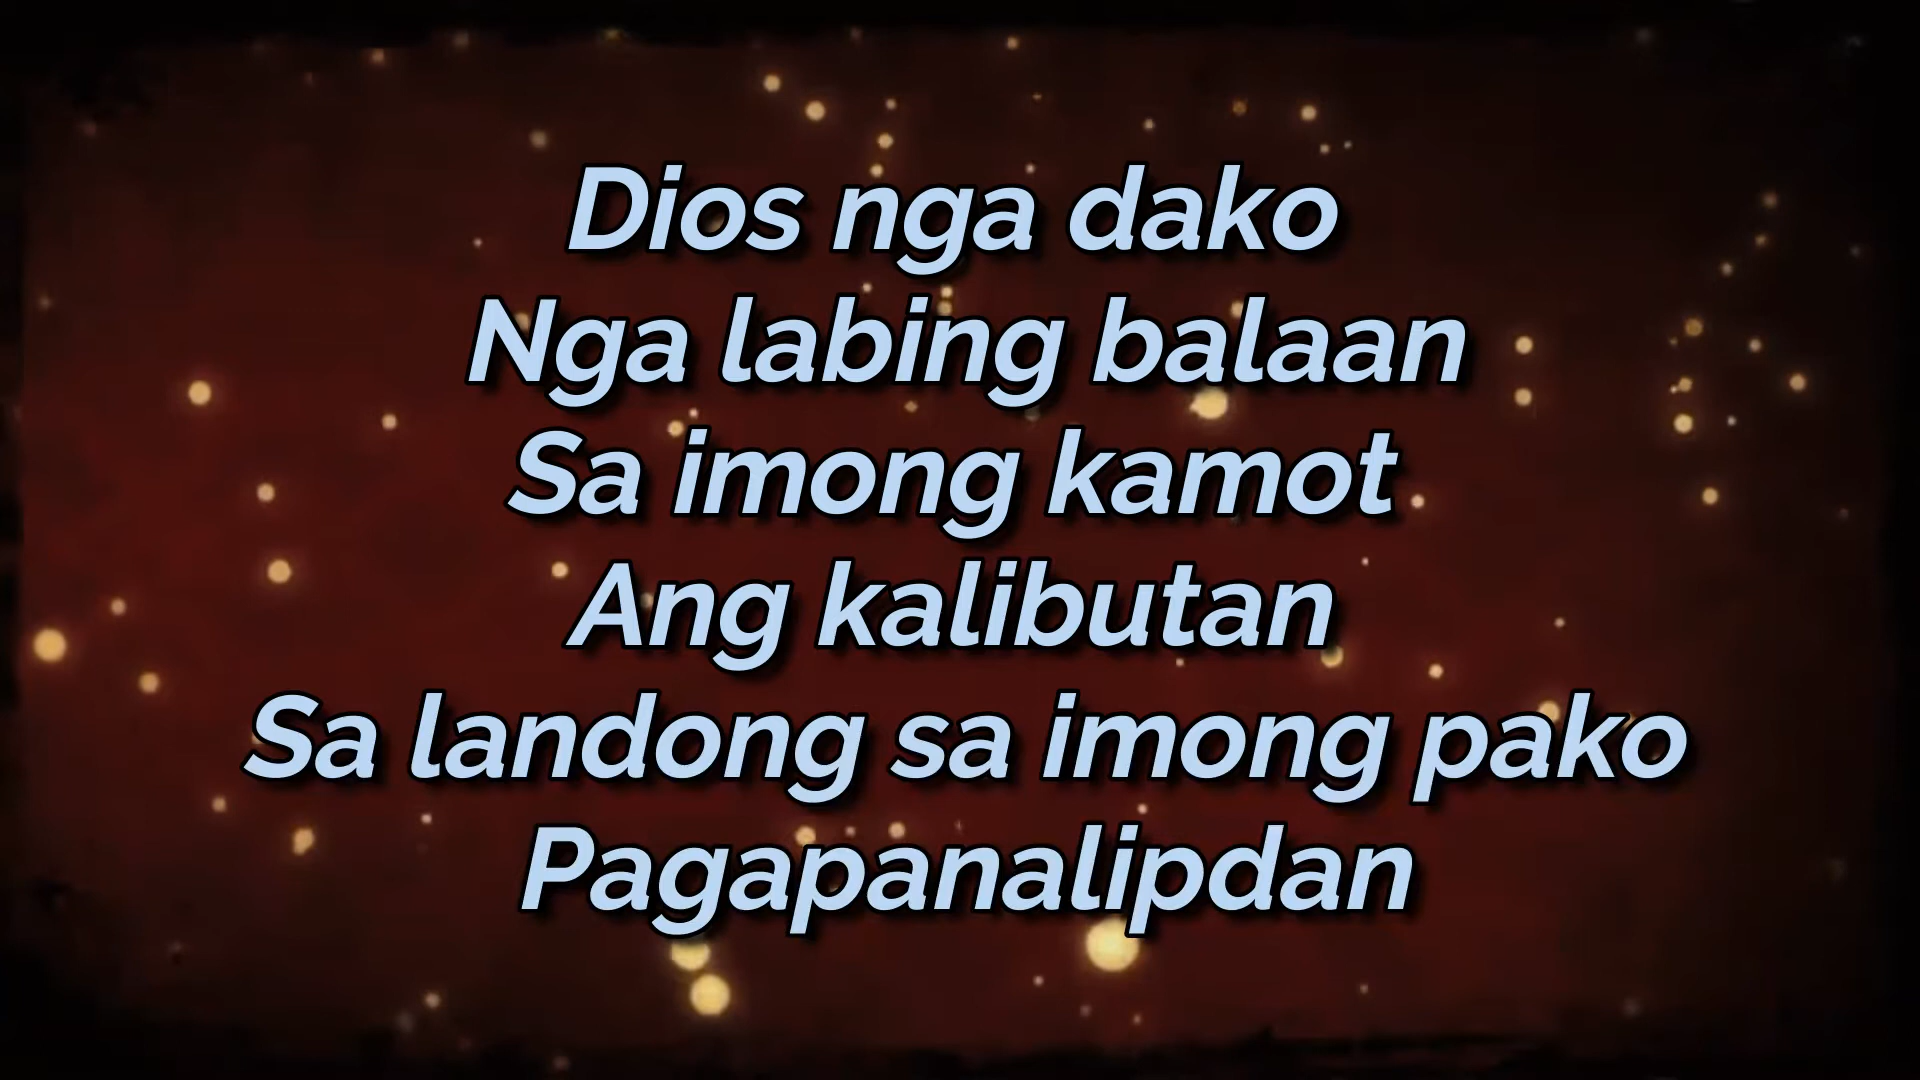 Dios nga dako
Nga labing balaan
Sa imong kamot
Ang kalibutan
Sa landong sa imong pako
Pagapanalipdan